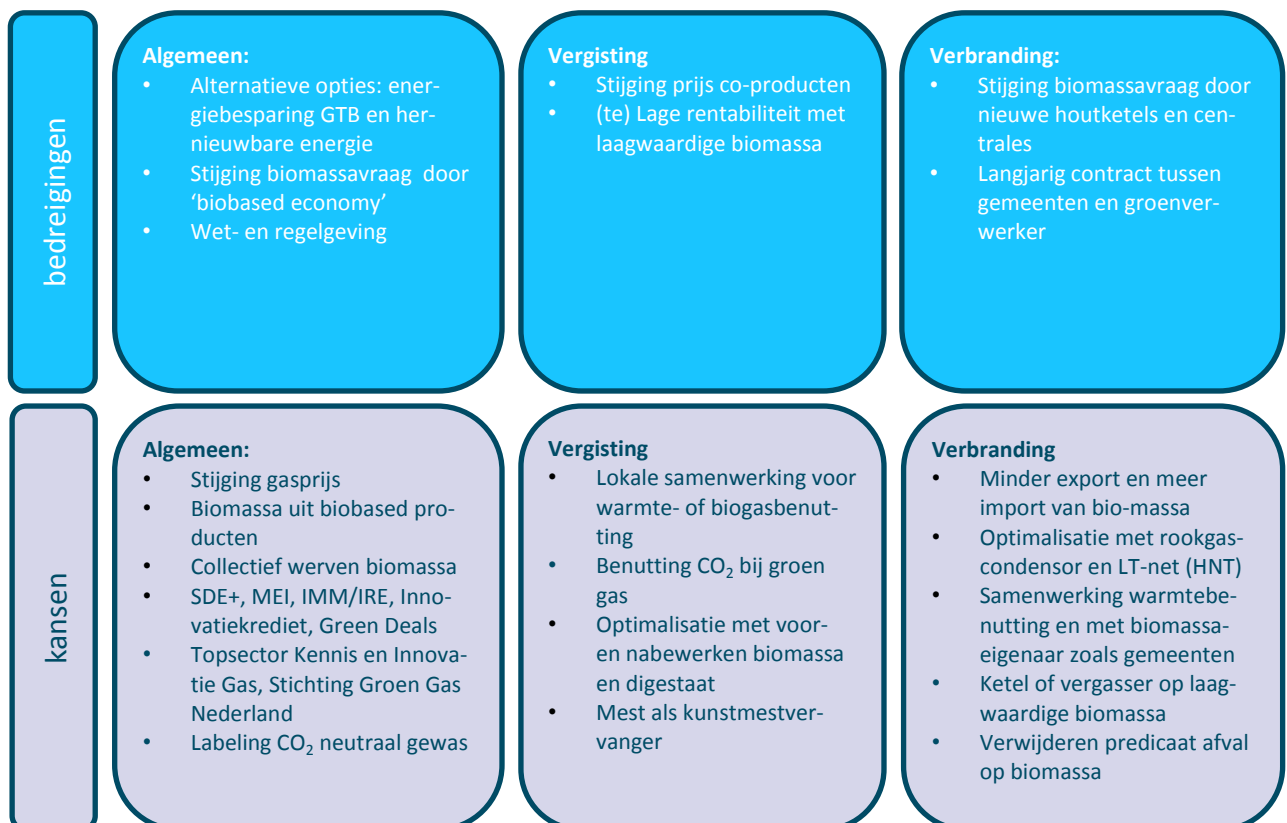 bedreigingen
Algemeen:
• Alternatieve opties: ener-
giebesparing GTB en her-
nieuwbare energie
• Stijging biomassavraag door
‘biobased economy’
• Wet- en regelgeving
Vergisting
• Stijging prijs co-producten
• (te) Lage rentabiliteit met
laagwaardige biomassa
Verbranding:
• Stijging biomassavraag door
nieuwe houtketels en cen-
trales
• Langjarig contract tussen
gemeenten en groenver-
werker
kansen
Algemeen:
• Stijging gasprijs
• Biomassa uit biobased pro-
ducten
• Collectief werven biomassa
• SDE+, MEI, IMM/IRE, Inno-
vatiekrediet, Green Deals
• Topsector Kennis en Innova-
tie Gas, Stichting Groen Gas
Nederland
• Labeling CO₂ neutraal gewas
Vergisting
• Lokale samenwerking voor
warmte- of biogasbenut-
ting
• Benutting CO₂ bij groen
gas
• Optimalisatie met voor-
en nabewerken biomassa
en digestaat
• Mest als kunstmestver-
vanger
Verbranding
• Minder export en meer
import van bio-massa
• Optimalisatie met rookgas-
condensor en LT-net (HNT)
• Samenwerking warmtebe-
nutting en met biomassa-
eigenaar zoals gemeenten
• Ketel of vergasser op laag-
waardige biomassa
• Verwijderen predicaat afval
op biomassa